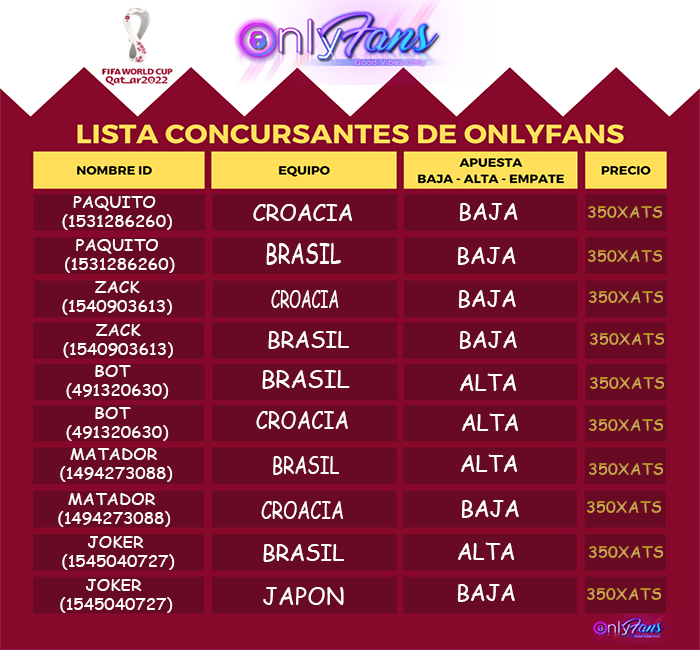 FIFA WORLD CUP
Qatar2022
OnlyFans
Good Vibes Only
LISTA CONCURSANTES DE ONLYFANS
NOMBRE ID
EQUIPO
APUESTA
BAJA - ALTA - EMPATE
PRECIO
PAQUITO
(1531286260)
CROACIA
BAJA
350XATS
PAQUITO
(1531286260)
BRASIL
BAJA
350XATS
ZACK
(1540903613)
CROACIA
BAJA
350XATS
ZACK
(1540903613)
BRASIL
BAJA
350XATS
BOT
(491320630)
BRASIL
ALTA
350XATS
BOT
(491320630)
CROACIA
ALTA
350XATS
MATADOR
(1494273088)
BRASIL
ALTA
350XATS
MATADOR
(1494273088)
CROACIA
BAJA
350XATS
JOKER
(1545040727)
BRASIL
ALTA
350XATS
JOKER
(1545040727)
JAPON
BAJA
350XATS
OnlyFans